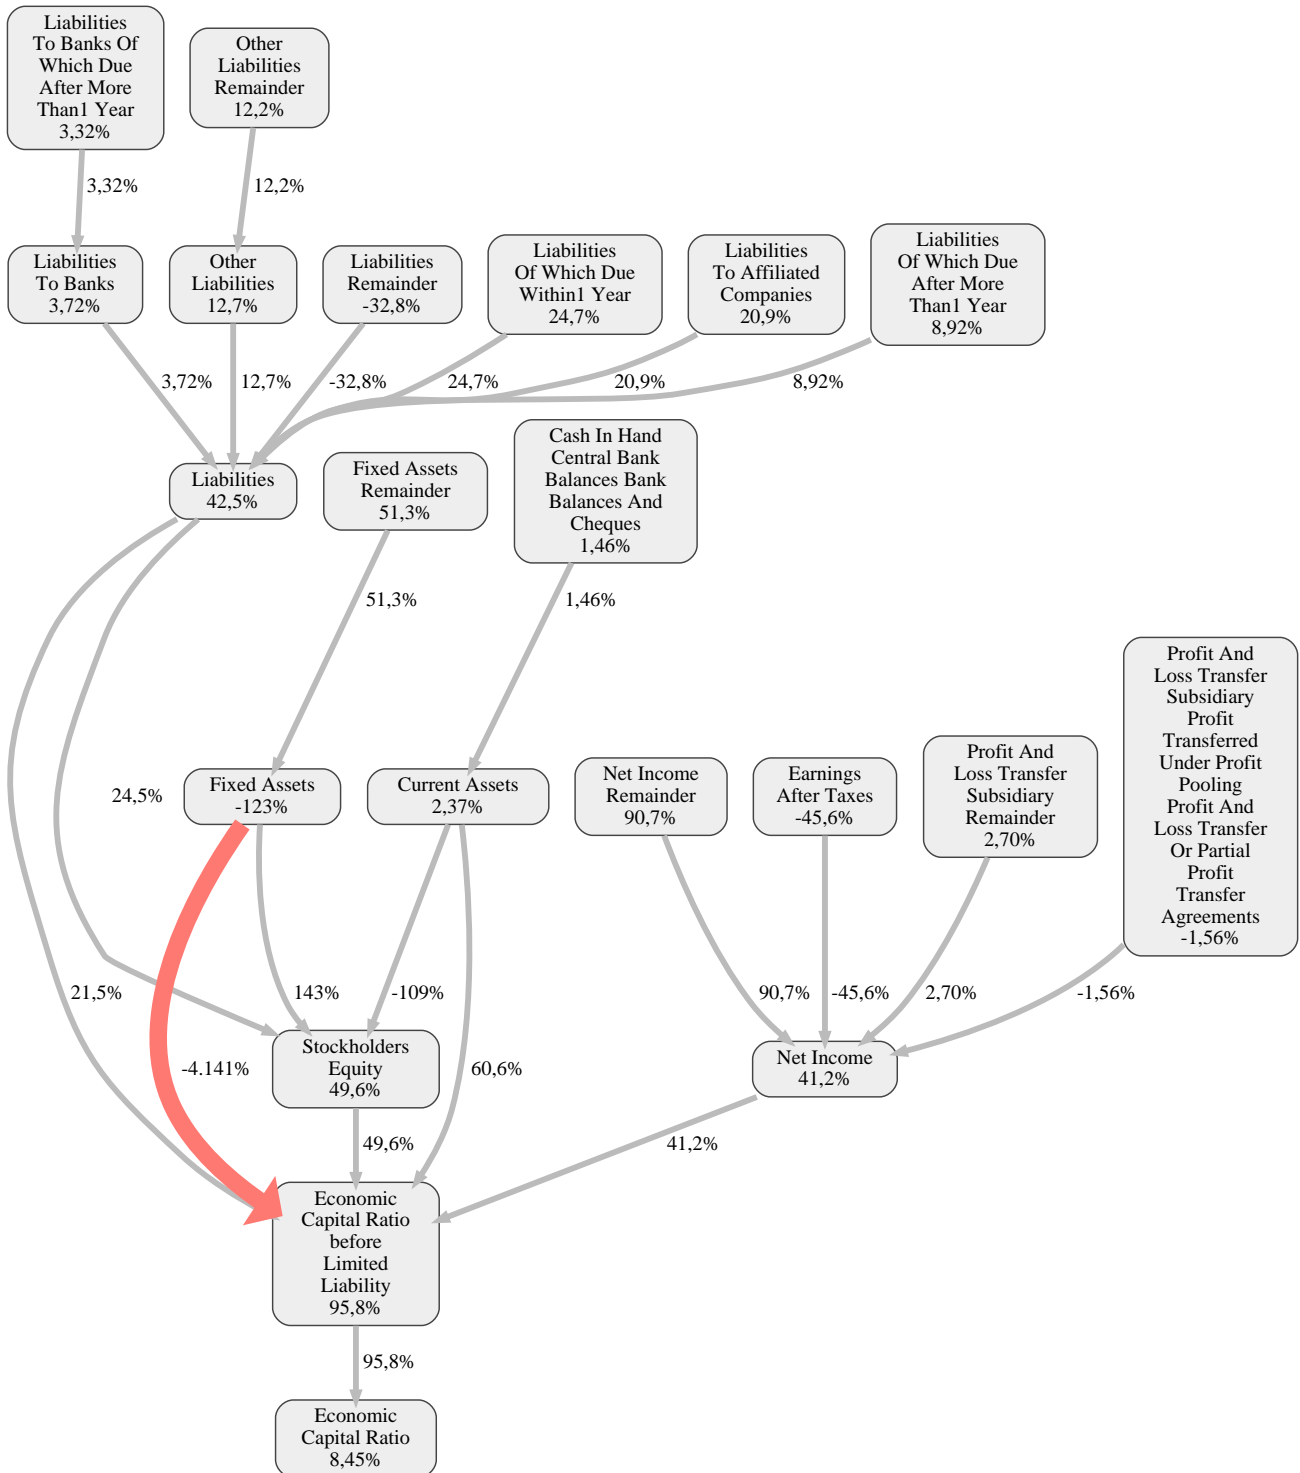 Liabilities
To Banks Of
Which Due
After More
Than1 Year
3,32%
Other
Liabilities
Remainder
12,2%
3,32%
12,2%
Liabilities
To Banks
3,72%
Other
Liabilities
12,7%
Liabilities
Remainder
-32,8%
Liabilities
Of Which Due
Within1 Year
24,7%
Liabilities
To Affiliated
Companies
20,9%
Liabilities
Of Which Due
After More
Than1 Year
8,92%
3,72%
12,7%
-32,8%
24,7%
20,9%
8,92%
Liabilities
42,5%
Fixed Assets
Remainder
51,3%
Cash In Hand
Central Bank
Balances Bank
Balances And
Cheques
1,46%
51,3%
1,46%
Profit And
Loss Transfer
Subsidiary
Profit
Transferred
Under Profit
Pooling
Profit And
Loss Transfer
Or Partial
Profit
Transfer
Agreements
-1,56%
24,5%
Fixed Assets
-123%
Current Assets
2,37%
Net Income
Remainder
90,7%
Earnings
After Taxes
-45,6%
Profit And
Loss Transfer
Subsidiary
Remainder
2,70%
21,5%
143%
-109%
90,7%
-45,6%
2,70%
-1,56%
-4.141%
Stockholders
Equity
49,6%
60,6%
Net Income
41,2%
49,6%
41,2%
Economic
Capital Ratio
before
Limited
Liability
95,8%
95,8%
Economic
Capital Ratio
8,45%